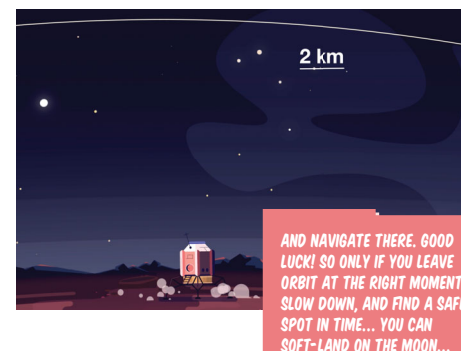 2 km
AND NAVIGATE THERE. GOOD
LUCK! SO ONLY IF YOU LEAVE
ORBIT AT THE RIGHT MOMENT
SLOW DOWN, AND FIND A SAFE
SPOT IN TIME... YOU CAN
SOFT-LAND ON THE MOON...